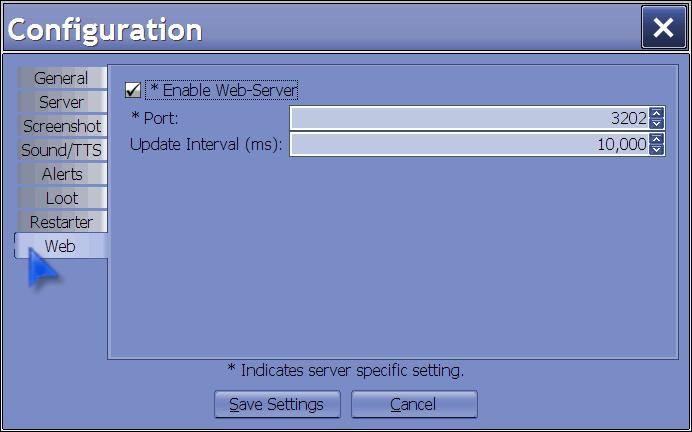 Configuration
General
Server
Screenshot
Sound/TTS
Alerts
Loot
Restarter
Web
* Enable Web-Server
* Port: 3202
Update Interval (ms): 10,000
* Indicates server specific setting.
Save Settings Cancel